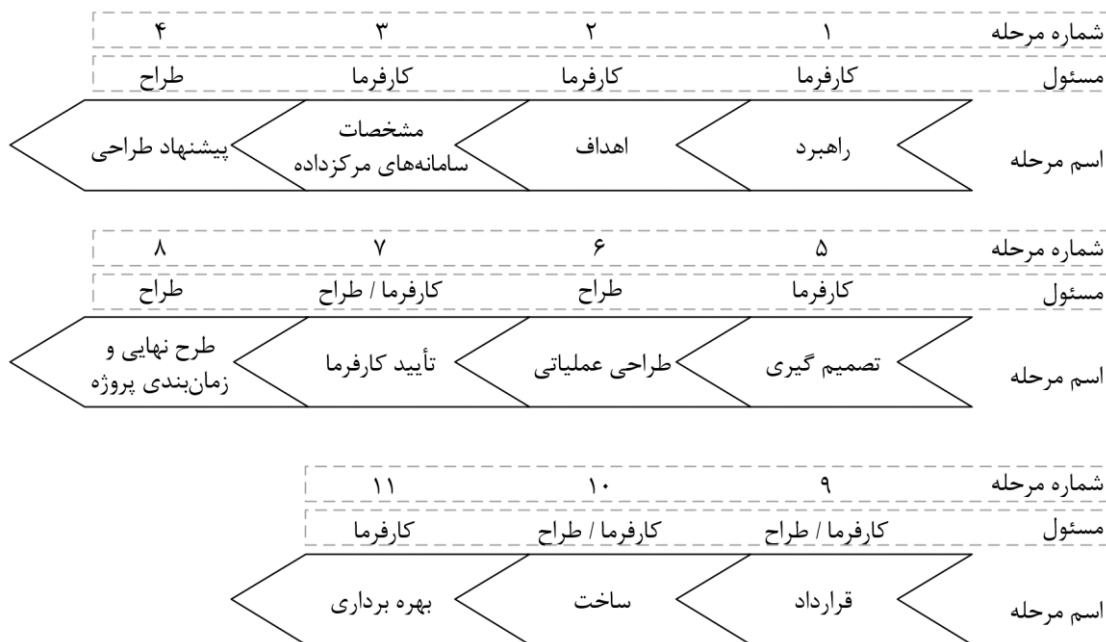 شماره مرحله ۱ ۲ ۳ ۴
مسئول کارفرما کارفرما کارفرما طراح
اسم مرحله راهبرد اهداف مشخصات سامانه‌های مرکزداده پیشنهاد طراحی
شماره مرحله ۵ ۶ ۷ ۸
مسئول کارفرما طراح کارفرما / طراح طراح
اسم مرحله تصمیم گیری طراحی عملیاتی تأیید کارفرما طرح نهایی و زمان‌بندی پروژه
شماره مرحله ۹ ۱۰ ۱۱
مسئول کارفرما / طراح کارفرما / طراح کارفرما
اسم مرحله قرارداد ساخت بهره برداری